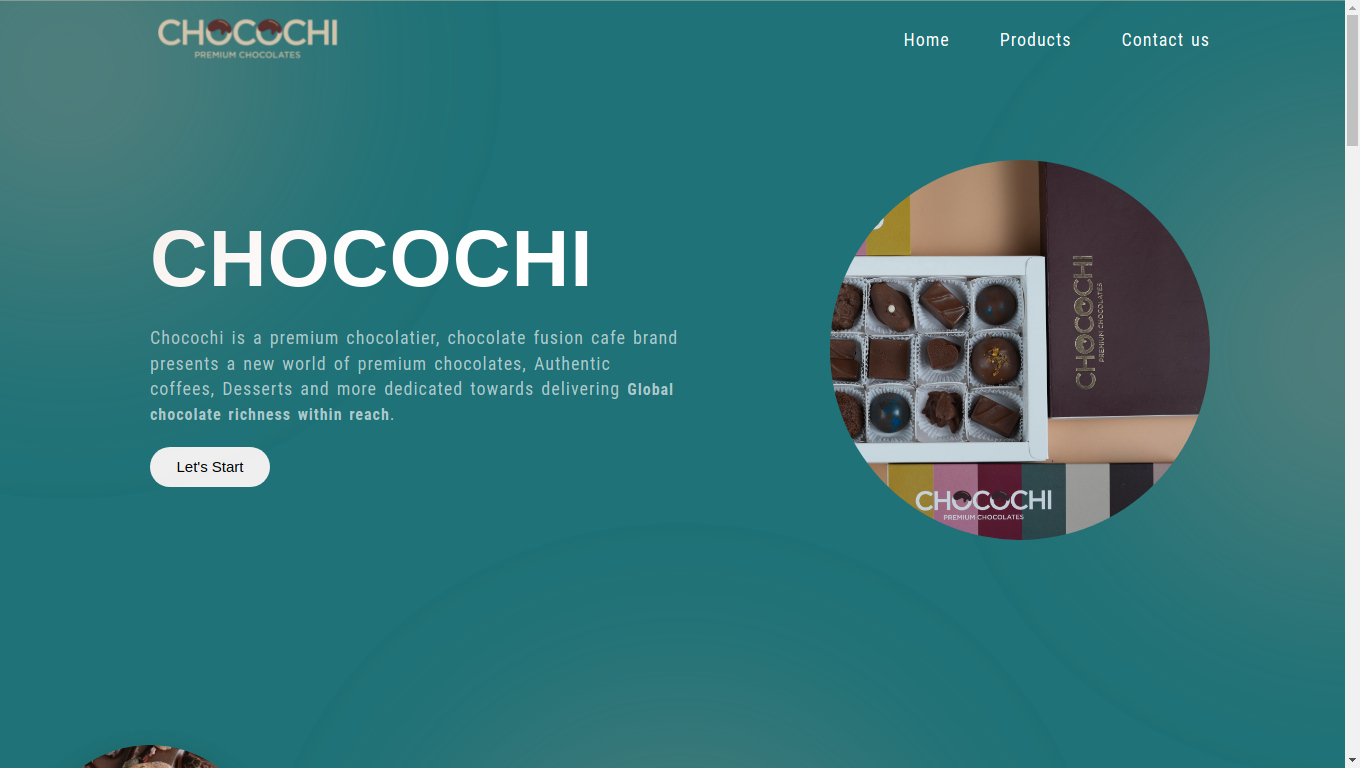 CHOCOCHI
PREMIUM CHOCOLATES
Home
Products
Contact us
CHOCOCHI
Chocochi is a premium chocolatier, chocolate fusion cafe brand
presents a new world of premium chocolates, Authentic
coffees, Desserts and more dedicated towards delivering Global
chocolate richness within reach.
Let's Start
CHOCOCHI
PREMIUM CHOCOLATES
CHOCOCHI
PREMIUM CHOCOLATES